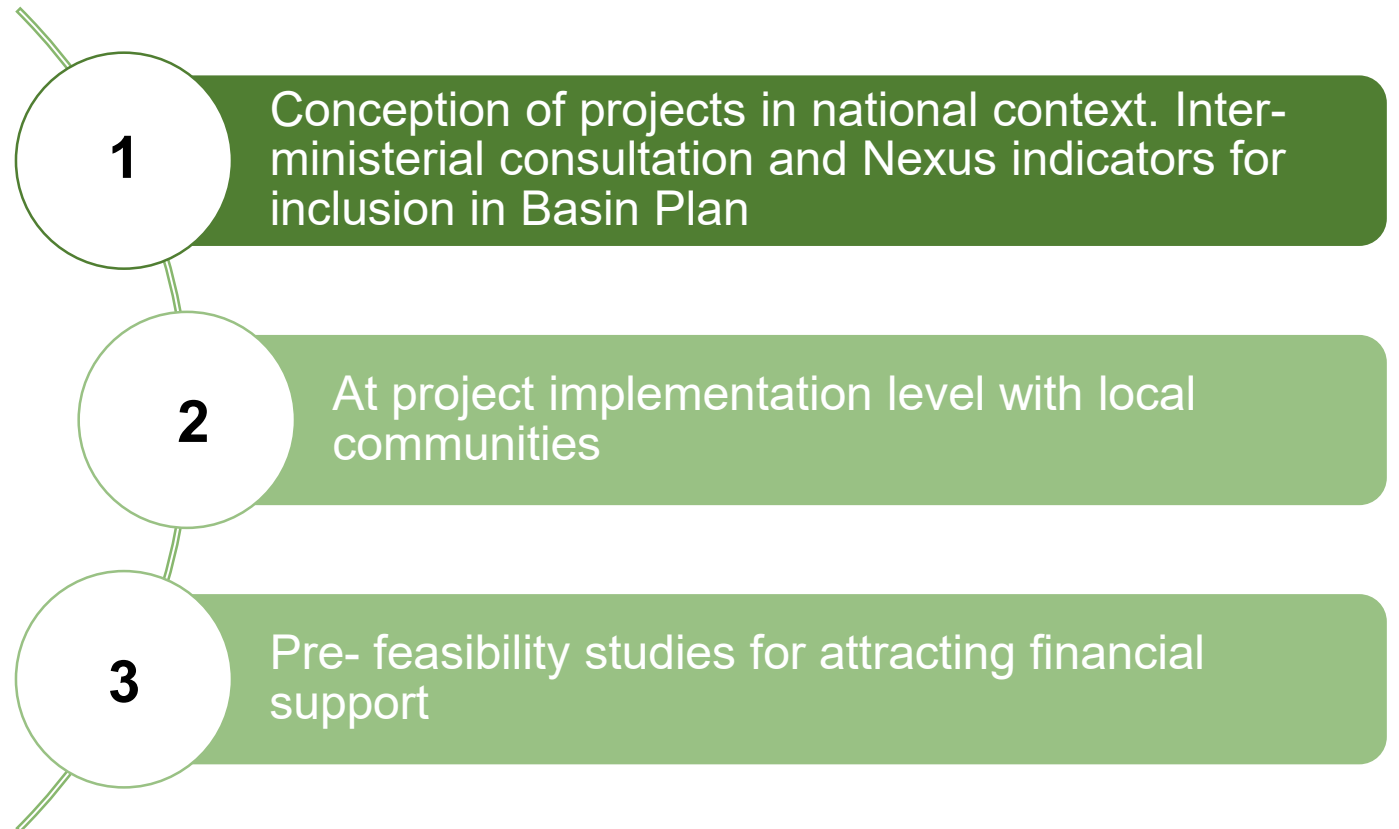 1
Conception of projects in national context. Inter-
ministerial consultation and Nexus indicators for
inclusion in Basin Plan
2
At project implementation level with local
communities
3
Pre- feasibility studies for attracting financial
support